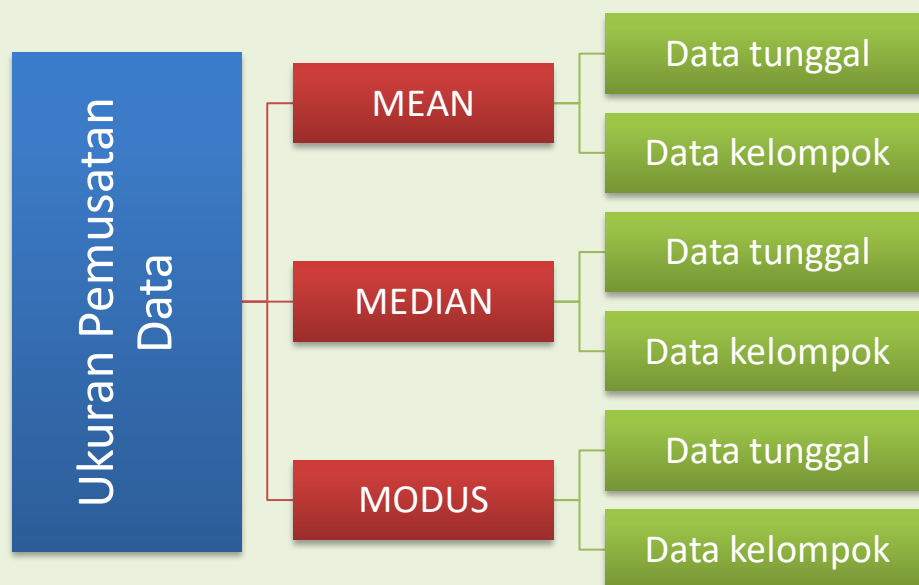 Ukuran Pemusatan
Data
MEAN
Data tunggal
Data kelompok
MEDIAN
Data tunggal
Data kelompok
MODUS
Data tunggal
Data kelompok